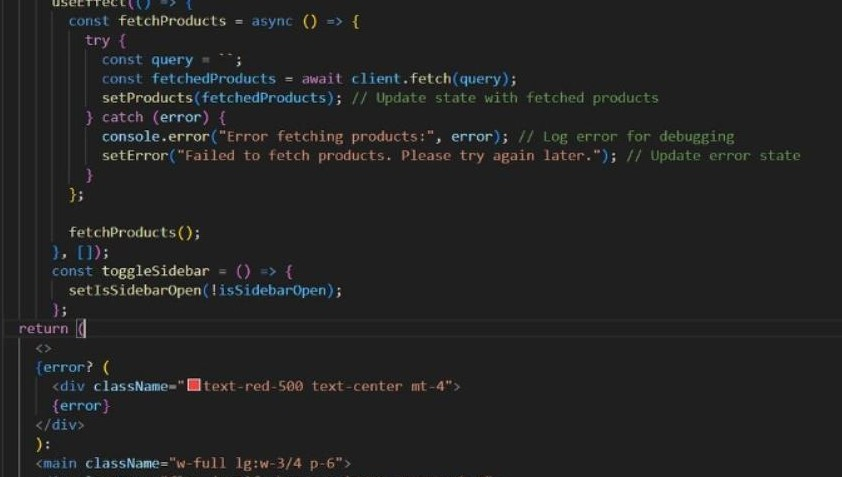 useEffect(() => {
const fetchProducts = async () => {
try {
const query = ``;
const fetchedProducts = await client.fetch(query);
setProducts(fetchedProducts); // Update state with fetched products
} catch (error) {
console.error("Error fetching products:", error); // Log error for debugging
setError("Failed to fetch products. Please try again later."); // Update error state
}
};
fetchProducts();
}, []);
const toggleSidebar = () => {
setIsSidebarOpen(!isSidebarOpen);
};
return (
<>
{error? (
<div className="text-red-500 text-center mt-4">
{error}
</div>
):
<main className="w-full lg:w-3/4 p-6">